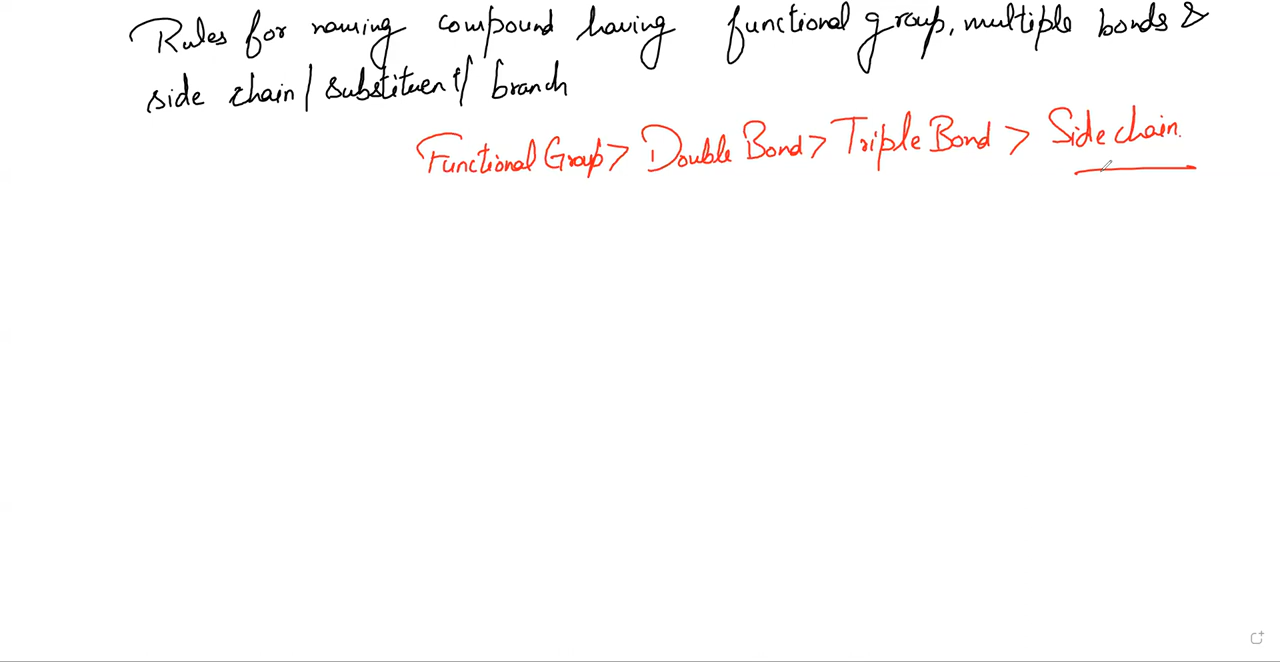 Rules for naming compound having functional group, multiple bonds &
side chain/substituent/ branch
Functional Group > Double Bond > Triple Bond > Side chain.